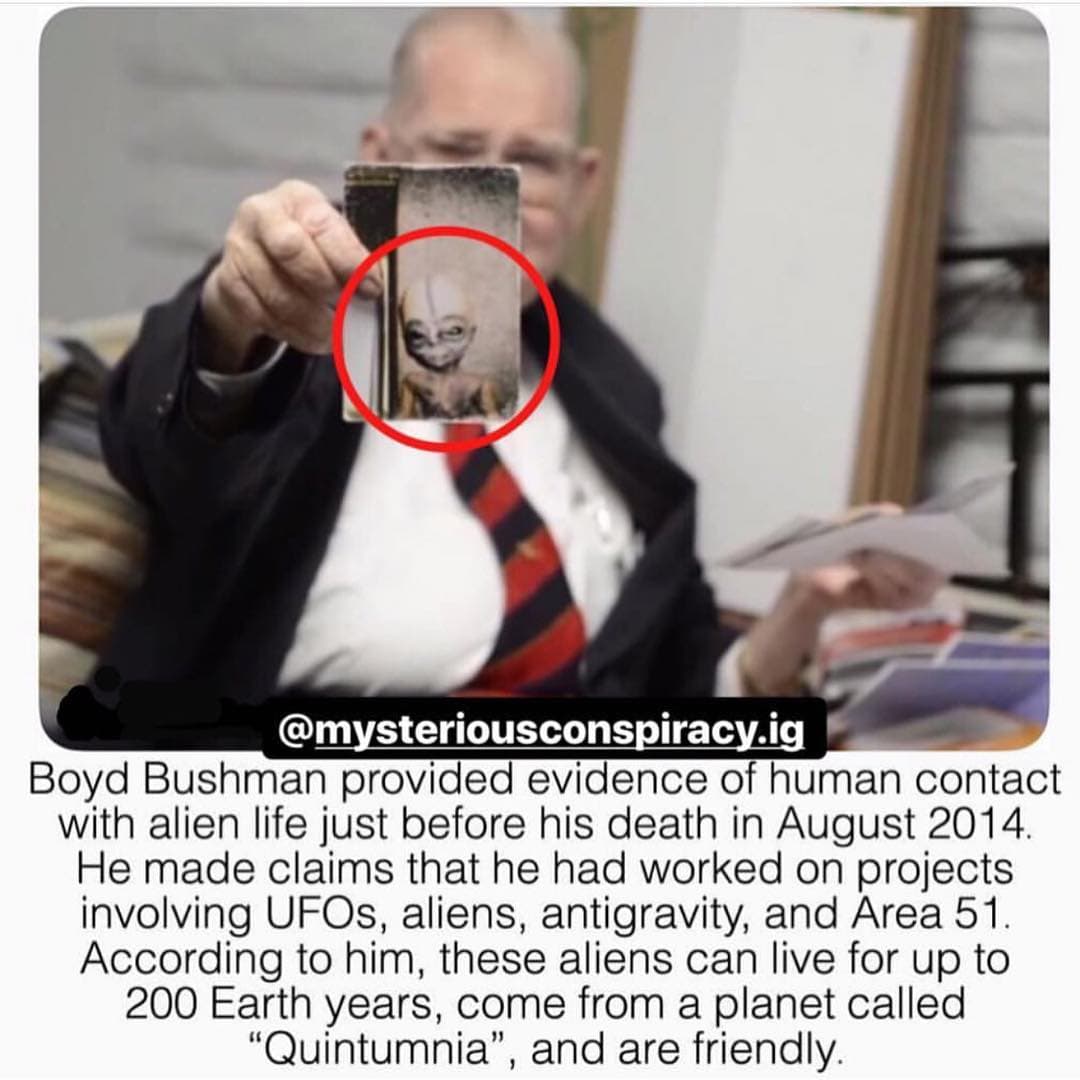 @mysteriousconspiracy.ig
Boyd Bushman provided evidence of human contact
with alien life just before his death in August 2014.
He made claims that he had worked on projects
involving UFOs, aliens, antigravity, and Area 51.
According to him, these aliens can live for up to
200 Earth years, come from a planet called
“Quintumnia”, and are friendly.